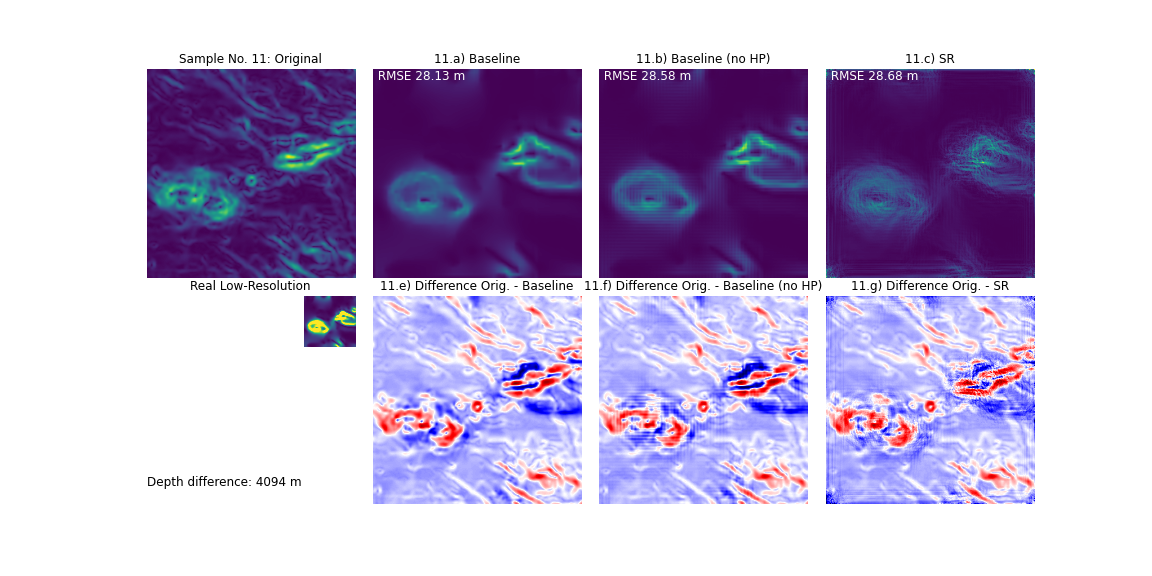 Sample No. 11: Original
11.a) Baseline
11.b) Baseline (no HP)
11.c) SR
RMSE 28.13 m
RMSE 28.58 m
RMSE 28.68 m
Real Low-Resolution
11.e) Difference Orig. - Baseline
11.f) Difference Orig. - Baseline (no HP)
11.g) Difference Orig. - SR
Depth difference: 4094 m